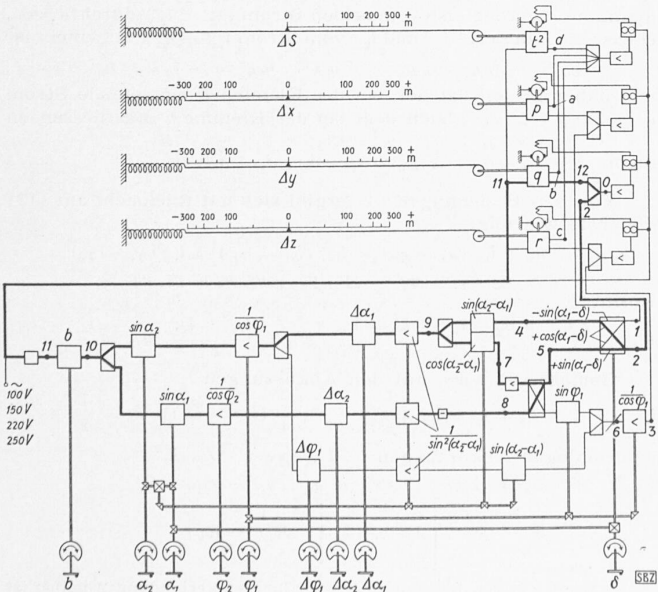 0 100 200 300 + m
ΔS
t² d
<
-300 200 100 0 100 200 300 + m
Δx
p a
<
-300 200 100 0 100 200 300 + m
Δy
q b
11 12 0 <
2
-300 200 100 0 100 200 300 + m
Δz
r c
<
sin(α₂-α₁)
-sin(α₁-δ)
1
4
+cos(α₁-δ)
5 2
+sin(α₁-δ)
cos(α₂-α₁)
7
b sin α₂ 1/cos φ₁ Δα₁ 9
11 10 < <
sin α₁ 1/cos φ₂ Δα₂ 8 < sin φ₁ 1/cos φ₁
< < 6 < 3
~
100 V
150 V
220 V
250 V
Δφ₁ < 1/sin²(α₂-α₁) sin(α₂-α₁)
b α₂ α₁ φ₂ φ₁ Δφ₁ Δα₂ Δα₁ δ
SBZ